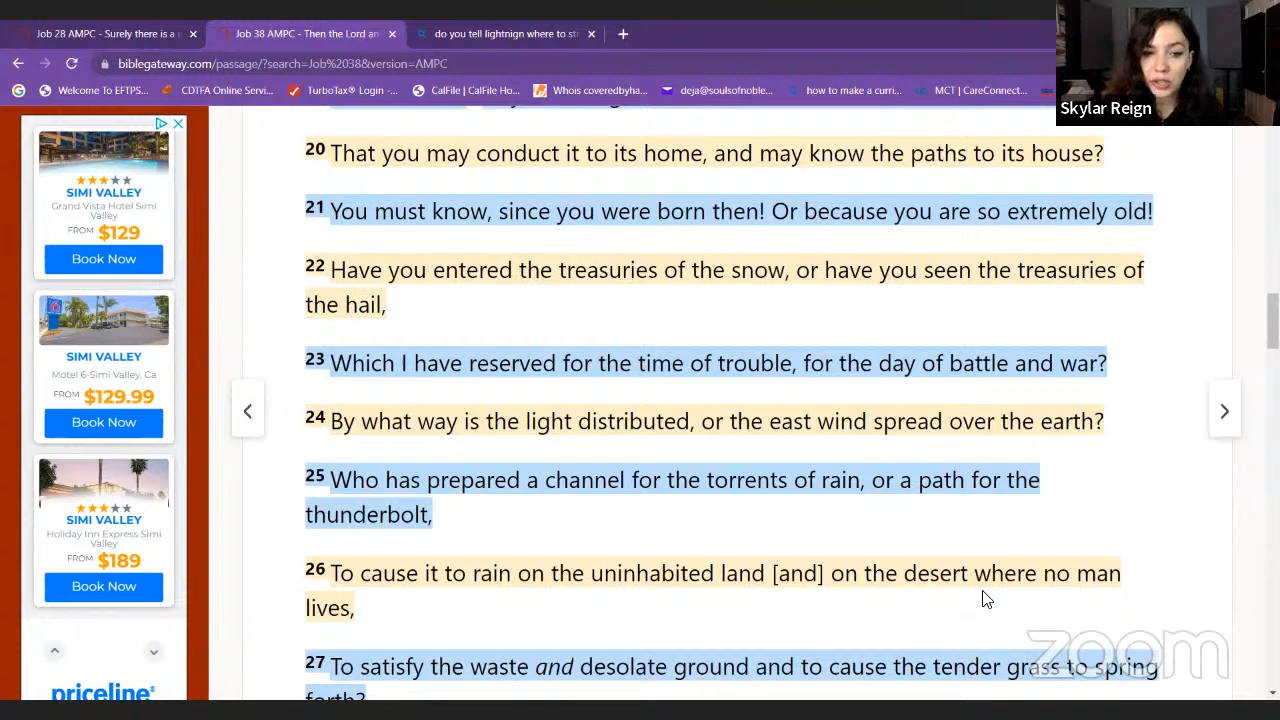 Job 28 AMPC - Surely there is a
Job 38 AMPC - Then the Lord an
do you tell lightnign where to st
biblegateway.com/passage/?search=Job%2038&version=AMPC
Welcome To EFTPS...
CDTFA Online Servi...
TurboTax® Login -...
CalFile | CalFile Ho...
Whois coveredbyha...
deja@soulsofnoble...
how to make a curri...
MCT | CareConnect...
Skylar Reign
SIMI VALLEY
Grand Vista Hotel Simi
Valley
FROM $129
Book Now
SIMI VALLEY
Motel 6-Simi Valley, Ca
FROM $129.99
Book Now
SIMI VALLEY
Holiday Inn Express Simi
Valley
FROM $189
Book Now
priceline®
20 That you may conduct it to its home, and may know the paths to its house?
21 You must know, since you were born then! Or because you are so extremely old!
22 Have you entered the treasuries of the snow, or have you seen the treasuries of
the hail,
23 Which I have reserved for the time of trouble, for the day of battle and war?
24 By what way is the light distributed, or the east wind spread over the earth?
25 Who has prepared a channel for the torrents of rain, or a path for the
thunderbolt,
26 To cause it to rain on the uninhabited land [and] on the desert where no man
lives,
27 To satisfy the waste and desolate ground and to cause the tender grass to spring
forth?
zoom